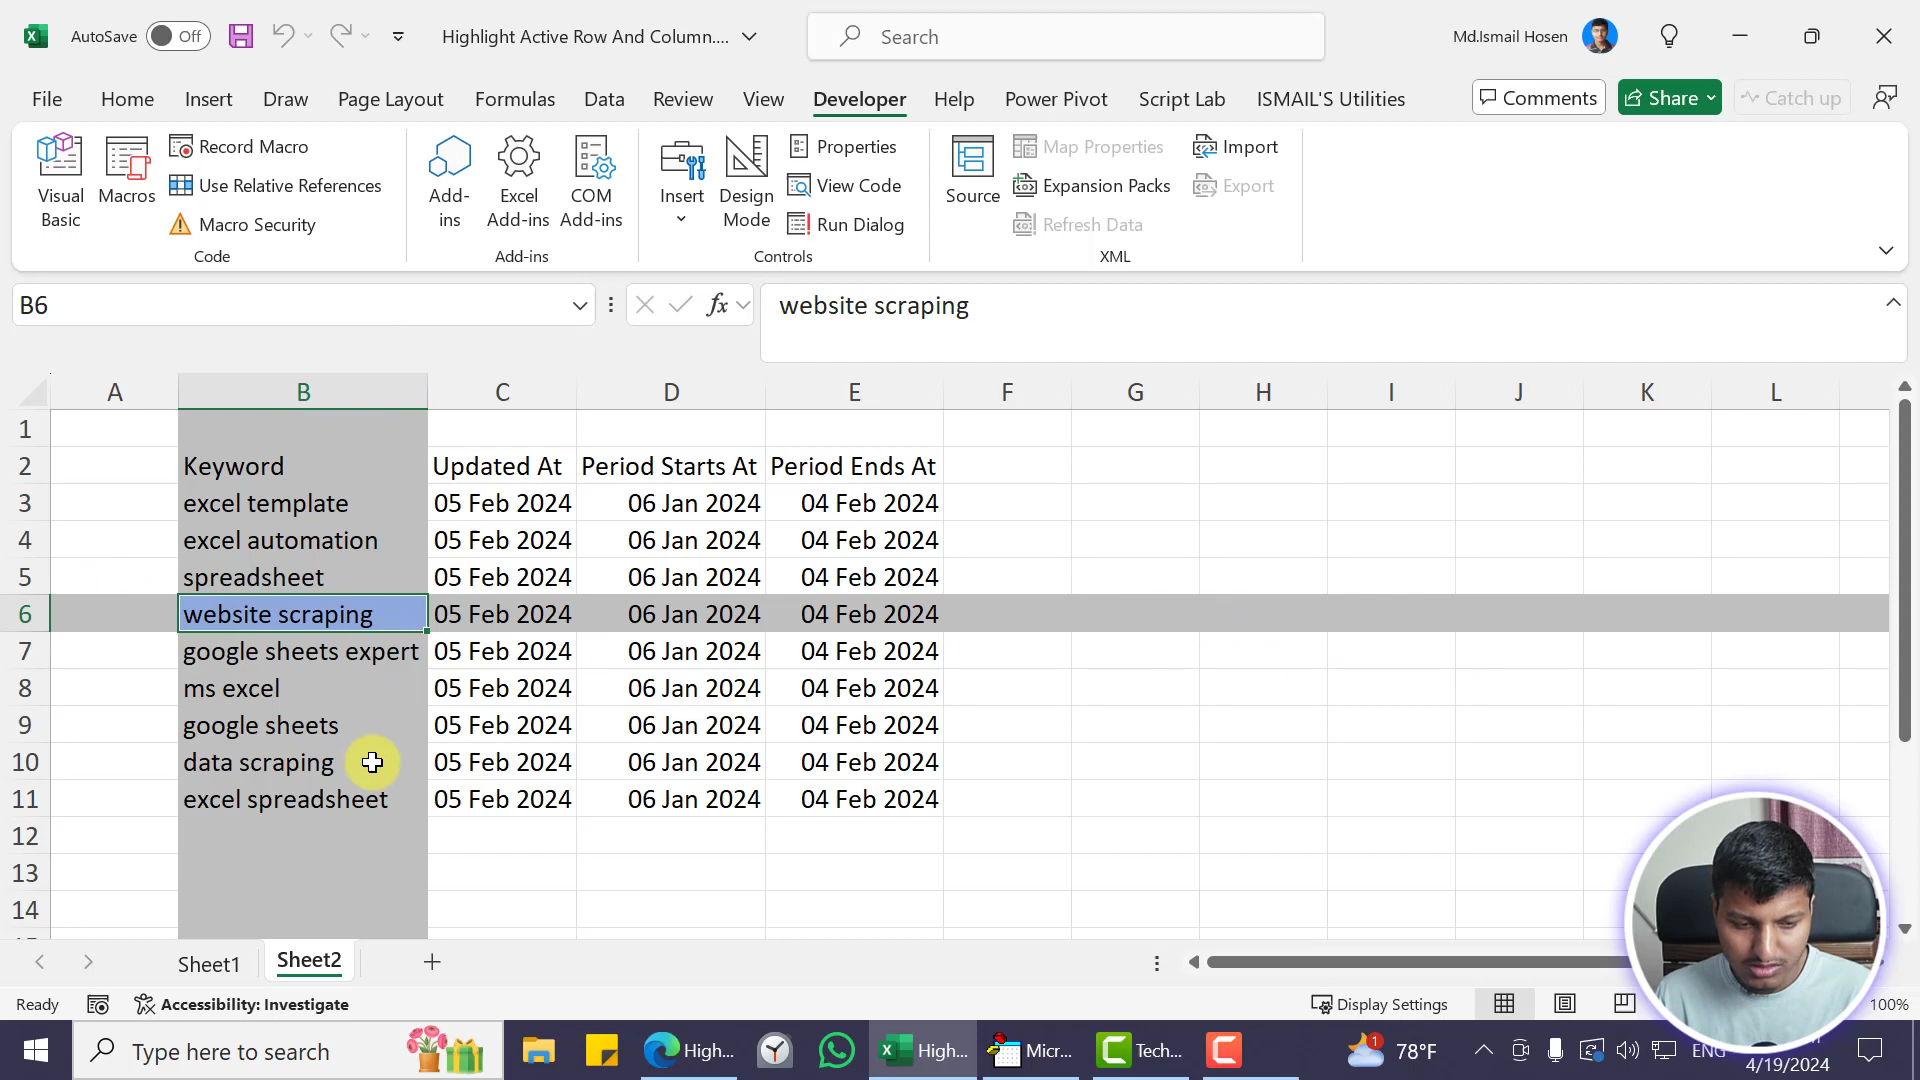 AutoSave Off Highlight Active Row And Column.... Search Md.Ismail Hosen
File Home Insert Draw Page Layout Formulas Data Review View Developer Help Power Pivot Script Lab ISMAIL'S Utilities Comments Share Catch up
Visual Basic
Macros
Record Macro
Use Relative References
Macro Security
Code
Add-ins
Excel Add-ins
COM Add-ins
Add-ins
Insert
Design Mode
Properties
View Code
Run Dialog
Controls
Source
Map Properties
Expansion Packs
Refresh Data
Import
Export
XML
B6 fx website scraping
A B C D E F G H I J K L
1
2 Keyword Updated At Period Starts At Period Ends At
3 excel template 05 Feb 2024 06 Jan 2024 04 Feb 2024
4 excel automation 05 Feb 2024 06 Jan 2024 04 Feb 2024
5 spreadsheet 05 Feb 2024 06 Jan 2024 04 Feb 2024
6 website scraping 05 Feb 2024 06 Jan 2024 04 Feb 2024
7 google sheets expert 05 Feb 2024 06 Jan 2024 04 Feb 2024
8 ms excel 05 Feb 2024 06 Jan 2024 04 Feb 2024
9 google sheets 05 Feb 2024 06 Jan 2024 04 Feb 2024
10 data scraping 05 Feb 2024 06 Jan 2024 04 Feb 2024
11 excel spreadsheet 05 Feb 2024 06 Jan 2024 04 Feb 2024
12
13
14
Sheet1 Sheet2
Ready Accessibility: Investigate Display Settings 100%
Type here to search High... High... Micr... Tech... 1 78°F ENG
4/19/2024